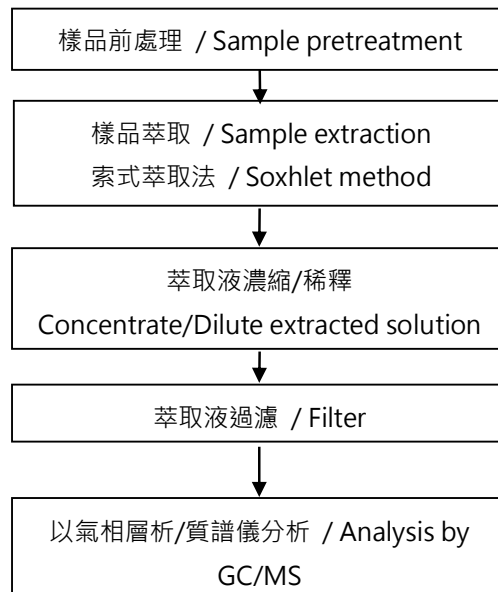 樣品前處理 / Sample pretreatment
樣品萃取 / Sample extraction
索式萃取法 / Soxhlet method
萃取液濃縮/稀釋
Concentrate/Dilute extracted solution
萃取液過濾 / Filter
以氣相層析/質譜儀分析 / Analysis by
GC/MS